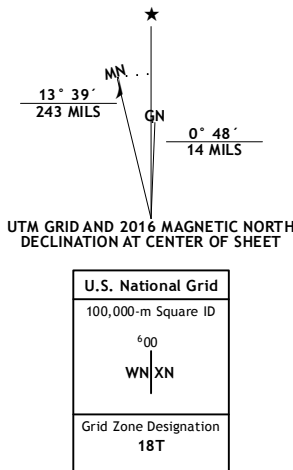 ★
MN
GN
13° 39´
243 MILS
0° 48´
14 MILS
UTM GRID AND 2016 MAGNETIC NORTH
DECLINATION AT CENTER OF SHEET
U.S. National Grid
100,000-m Square ID
⁶00
WN XN
Grid Zone Designation
18T